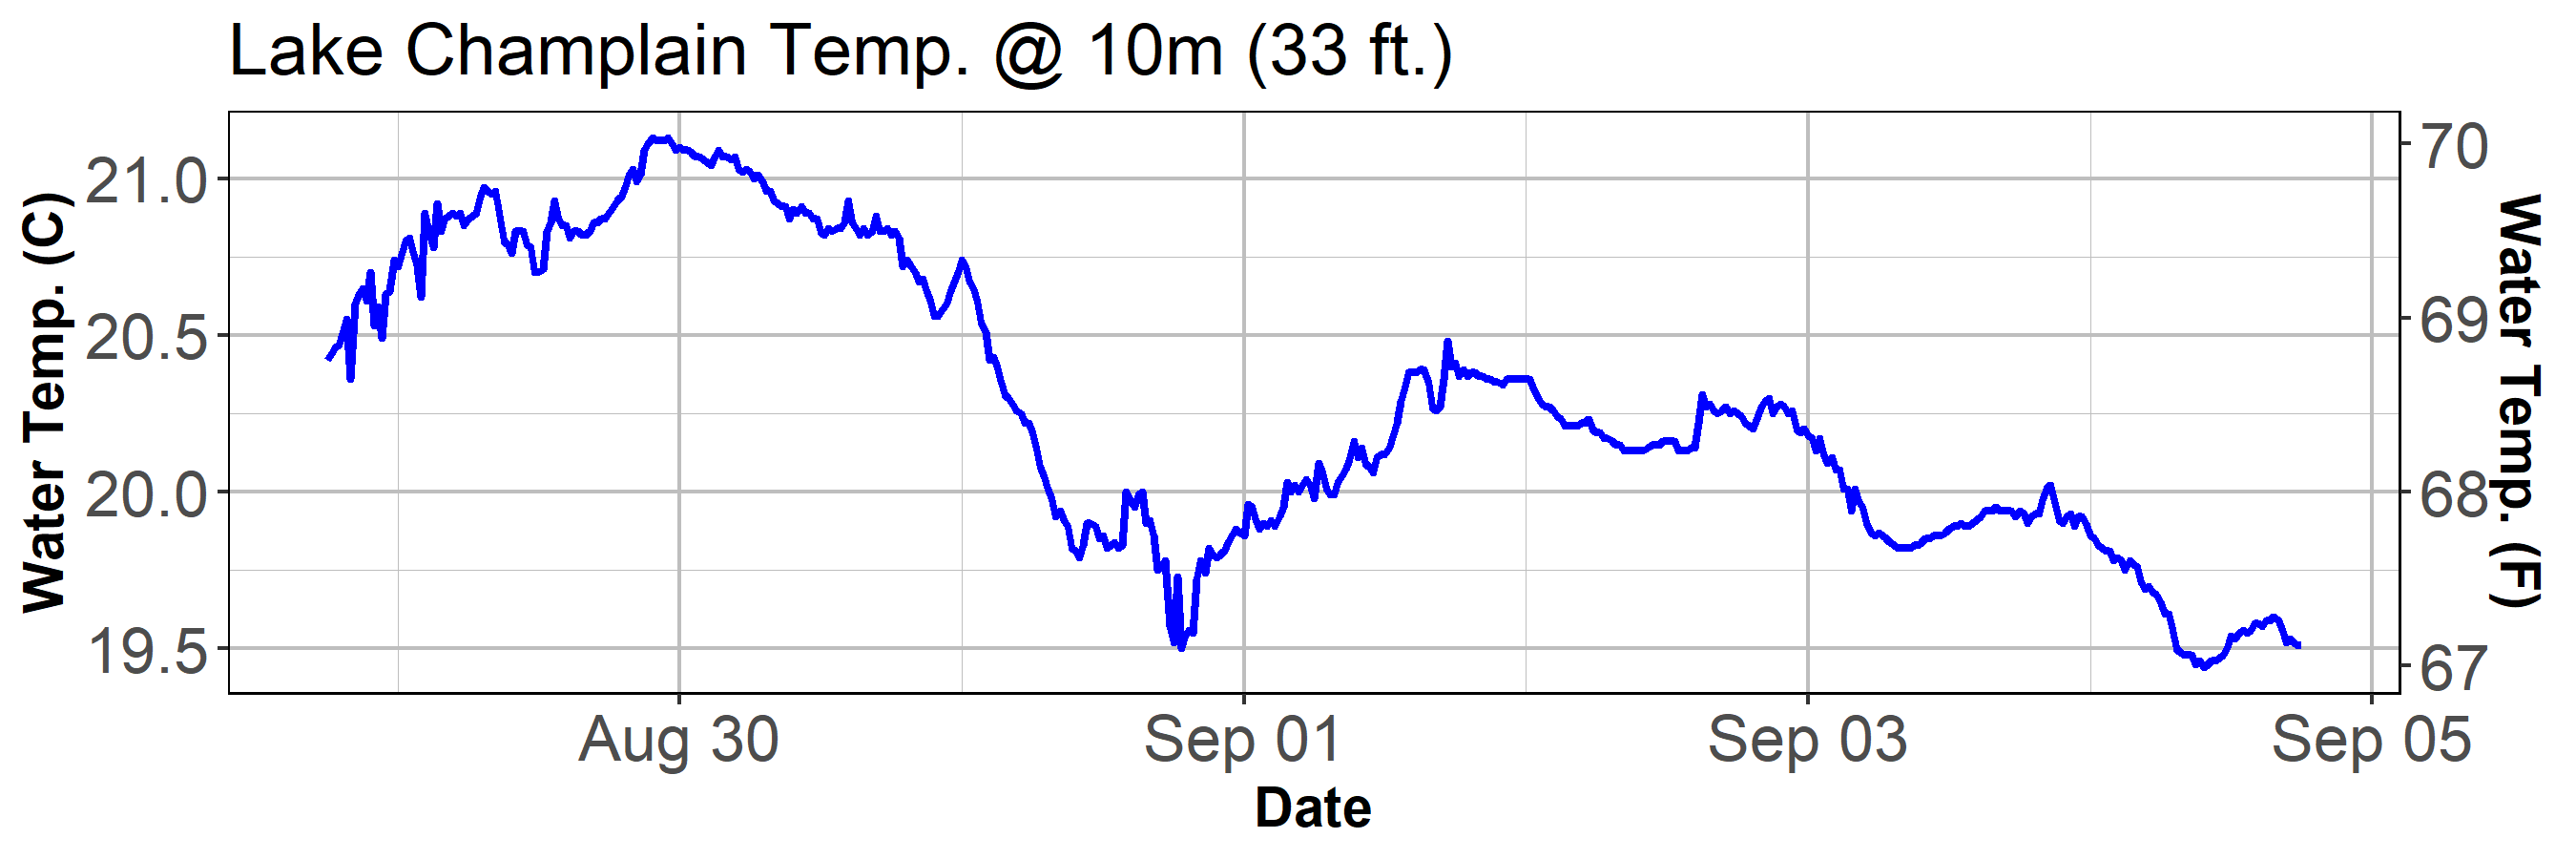 Lake Champlain Temp. @ 10m (33 ft.)
Water Temp. (C)
21.0
20.5
20.0
19.5
70
69
68
67
Water Temp. (F)
Aug 30
Sep 01
Sep 03
Sep 05
Date